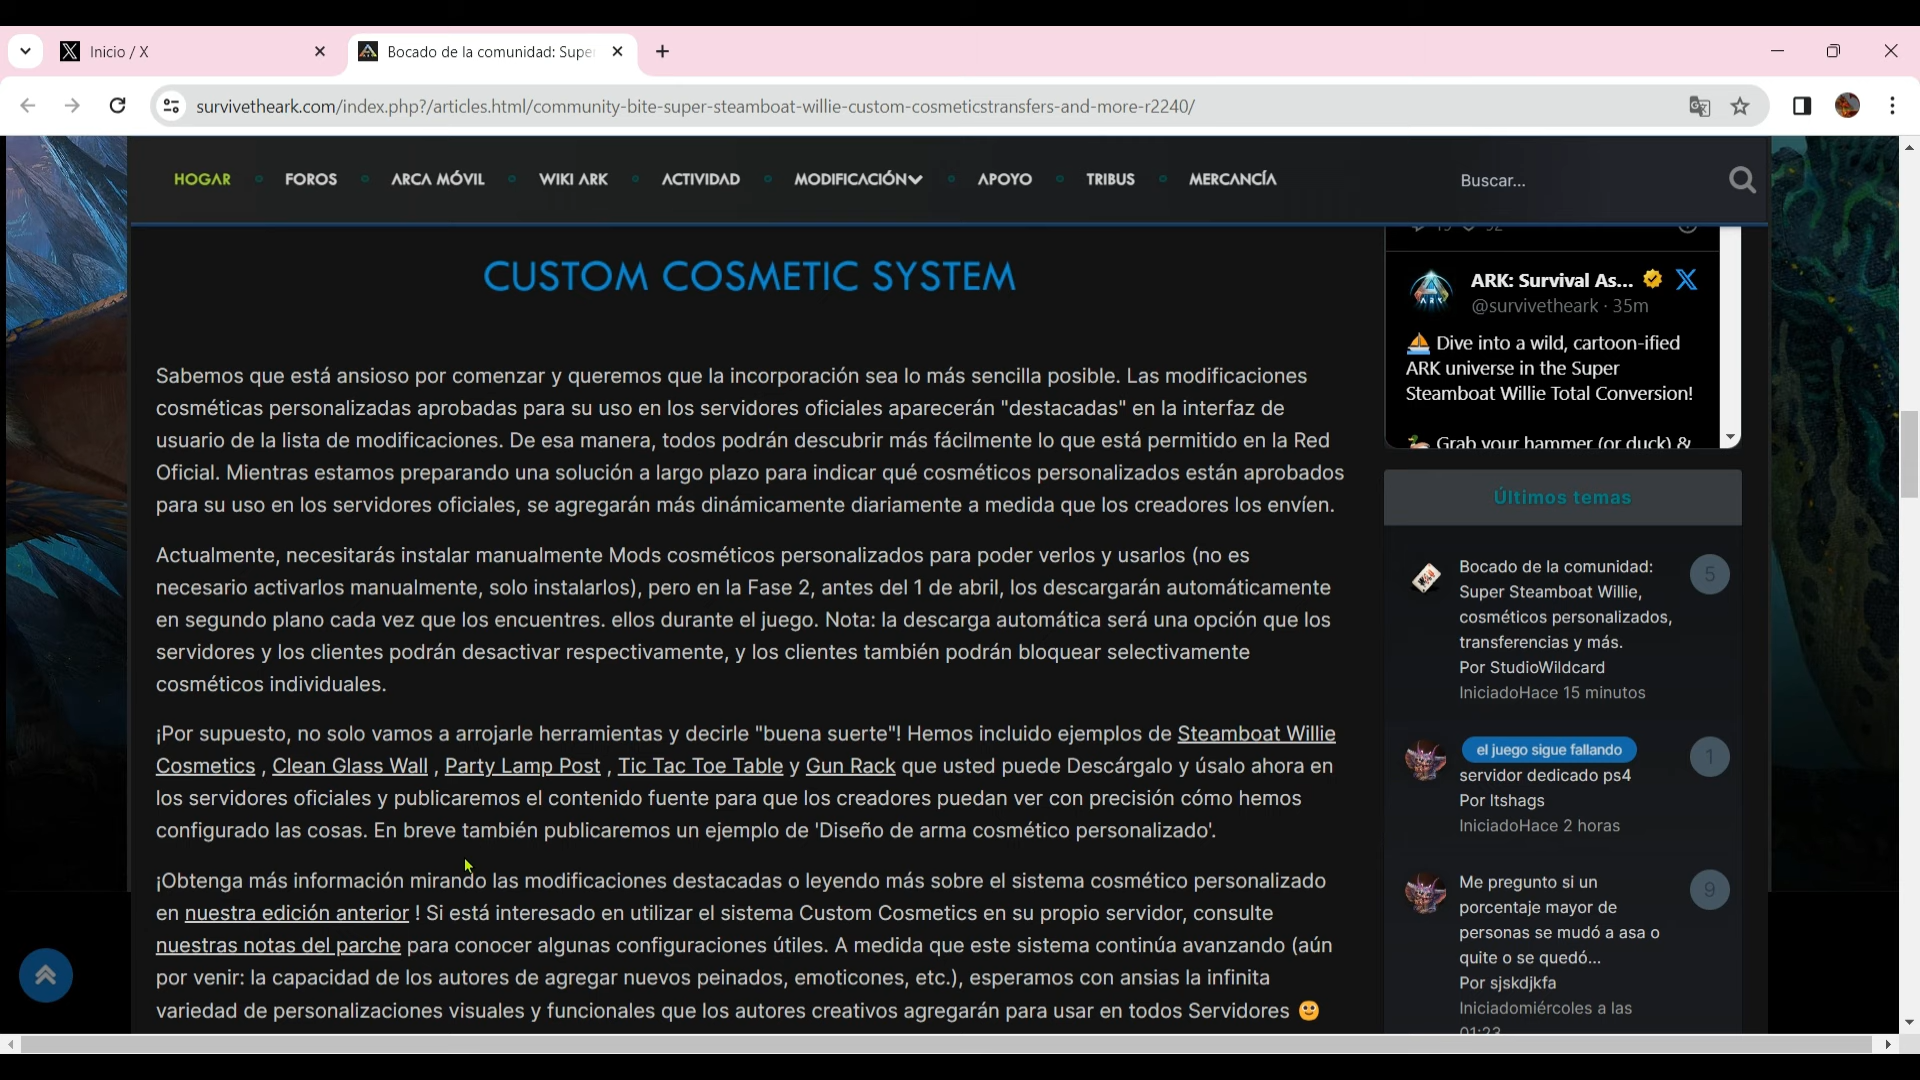 Inicio / X
Bocado de la comunidad: Supe
survivetheark.com/index.php?/articles.html/community-bite-super-steamboat-willie-custom-cosmeticstransfers-and-more-r2240/
HOGAR FOROS ARCA MÓVIL WIKI ARK ACTIVIDAD MODIFICACIÓN APOYO TRIBUS MERCANCÍA Buscar...
CUSTOM COSMETIC SYSTEM
Sabemos que está ansioso por comenzar y queremos que la incorporación sea lo más sencilla posible. Las modificaciones
cosméticas personalizadas aprobadas para su uso en los servidores oficiales aparecerán "destacadas" en la interfaz de
usuario de la lista de modificaciones. De esa manera, todos podrán descubrir más fácilmente lo que está permitido en la Red
Oficial. Mientras estamos preparando una solución a largo plazo para indicar qué cosméticos personalizados están aprobados
para su uso en los servidores oficiales, se agregarán más dinámicamente diariamente a medida que los creadores los envíen.
Actualmente, necesitarás instalar manualmente Mods cosméticos personalizados para poder verlos y usarlos (no es
necesario activarlos manualmente, solo instalarlos), pero en la Fase 2, antes del 1 de abril, los descargarán automáticamente
en segundo plano cada vez que los encuentres. ellos durante el juego. Nota: la descarga automática será una opción que los
servidores y los clientes podrán desactivar respectivamente, y los clientes también podrán bloquear selectivamente
cosméticos individuales.
¡Por supuesto, no solo vamos a arrojarle herramientas y decirle "buena suerte"! Hemos incluido ejemplos de Steamboat Willie
Cosmetics , Clean Glass Wall , Party Lamp Post , Tic Tac Toe Table y Gun Rack que usted puede Descárgalo y úsalo ahora en
los servidores oficiales y publicaremos el contenido fuente para que los creadores puedan ver con precisión cómo hemos
configurado las cosas. En breve también publicaremos un ejemplo de 'Diseño de arma cosmético personalizado'.
¡Obtenga más información mirando las modificaciones destacadas o leyendo más sobre el sistema cosmético personalizado
en nuestra edición anterior ! Si está interesado en utilizar el sistema Custom Cosmetics en su propio servidor, consulte
nuestras notas del parche para conocer algunas configuraciones útiles. A medida que este sistema continúa avanzando (aún
por venir: la capacidad de los autores de agregar nuevos peinados, emoticones, etc.), esperamos con ansias la infinita
variedad de personalizaciones visuales y funcionales que los autores creativos agregarán para usar en todos Servidores 🙂
ARK: Survival As...
@survivetheark · 35m
⛵ Dive into a wild, cartoon-ified
ARK universe in the Super
Steamboat Willie Total Conversion!
🦆 Grab your hammer (or duck) &
Últimos temas
Bocado de la comunidad: 5
Super Steamboat Willie,
cosméticos personalizados,
transferencias y más.
Por StudioWildcard
IniciadoHace 15 minutos
el juego sigue fallando 1
servidor dedicado ps4
Por Itshags
IniciadoHace 2 horas
Me pregunto si un 9
porcentaje mayor de
personas se mudó a asa o
quite o se quedó...
Por sjskdjkfa
Iniciadomiércoles a las
01:23